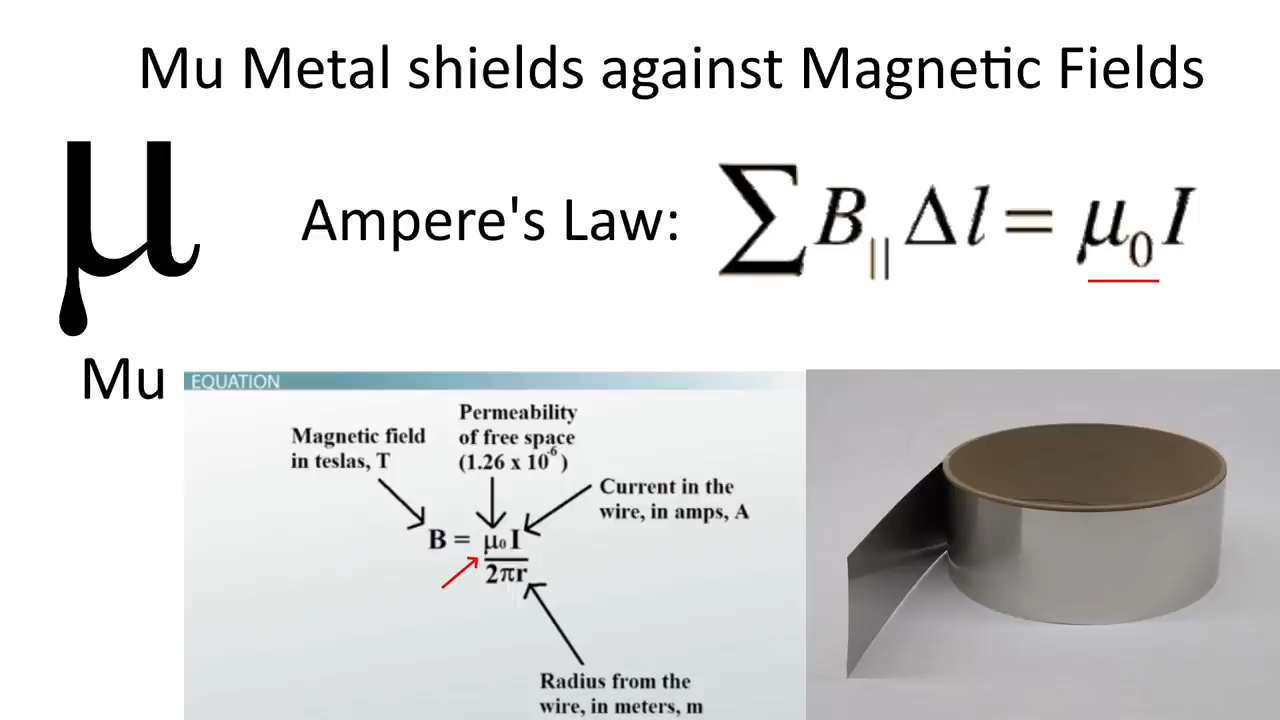 Mu Metal shields against Magnetic Fields
μ
Ampere's Law:
∑ B|| Δl = μ₀I
Mu
EQUATION
Magnetic field
in teslas, T
Permeability
of free space
(1.26 x 10⁻⁶)
Current in the
wire, in amps, A
B = μ₀I
2πr
Radius from the
wire, in meters, m